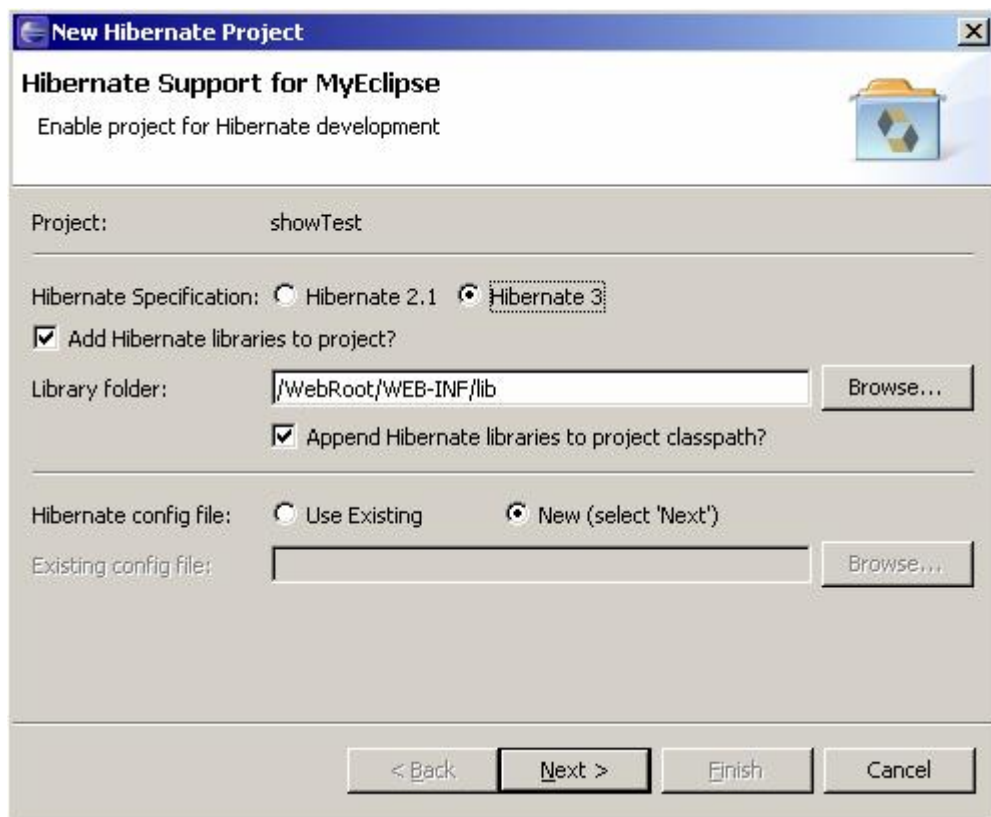 New Hibernate Project
Hibernate Support for MyEclipse
Enable project for Hibernate development
Project: showTest
Hibernate Specification: Hibernate 2.1 Hibernate 3
Add Hibernate libraries to project?
Library folder: /WebRoot/WEB-INF/lib Browse...
Append Hibernate libraries to project classpath?
Hibernate config file: Use Existing New (select 'Next')
Existing config file: Browse...
< Back Next > Finish Cancel